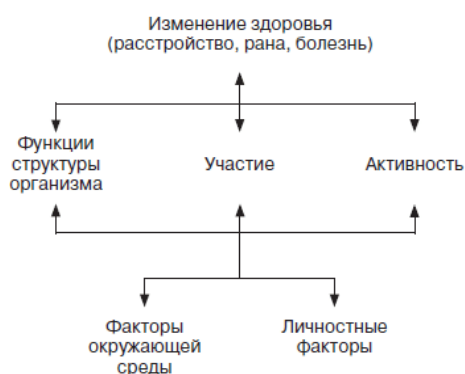 Изменение здоровья
(расстройство, рана, болезнь)
Функции
структуры
организма
Участие
Активность
Факторы
окружающей
среды
Личностные
факторы